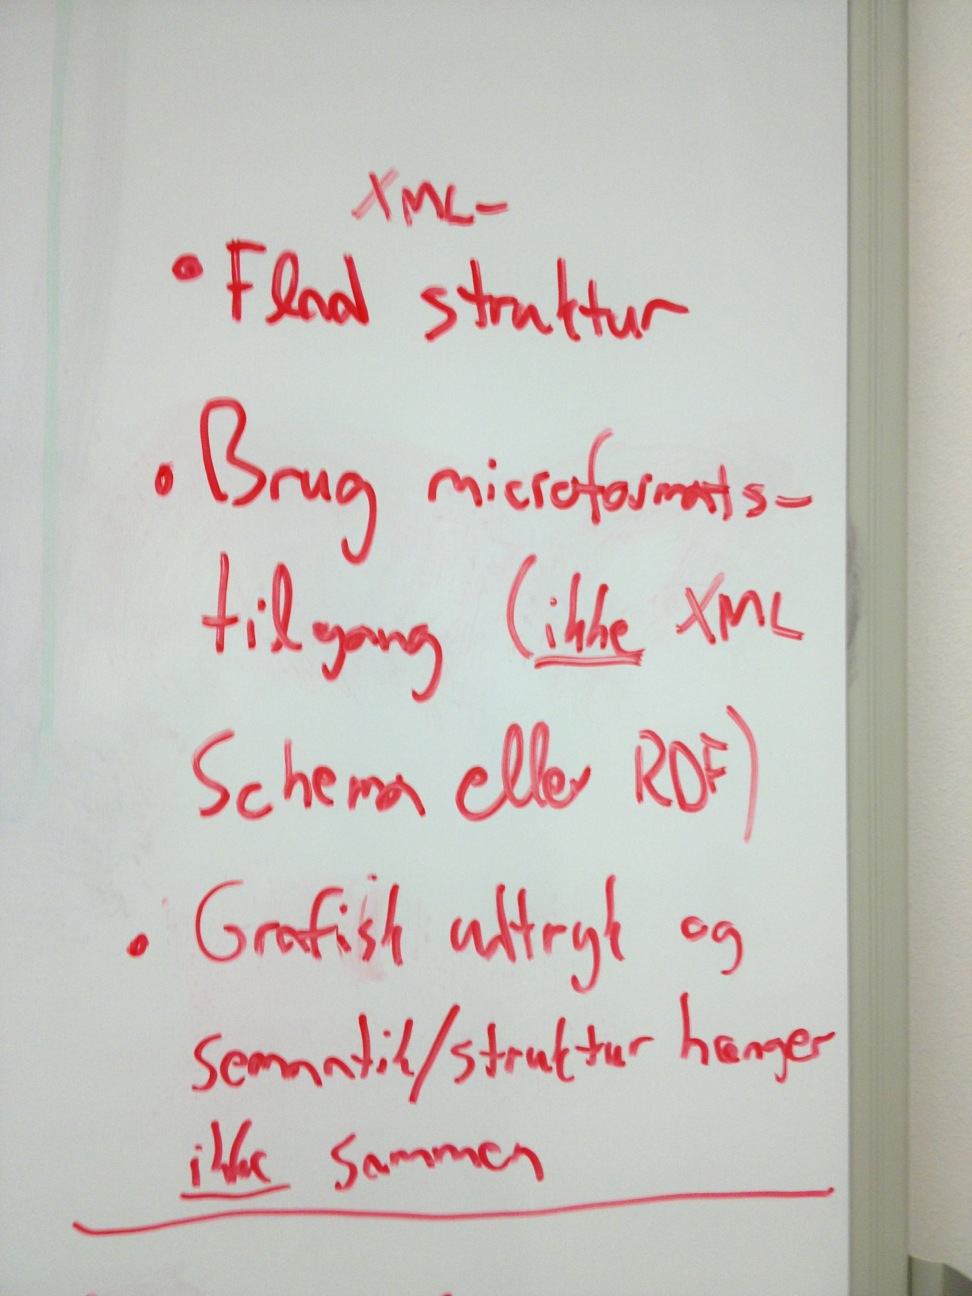 XML-
• Flad struktur
• Brug microformats-
tilgang (ikke XML
Schema eller RDF)
• Grafisk udtryk og
semantik/struktur hænger
ikke sammen